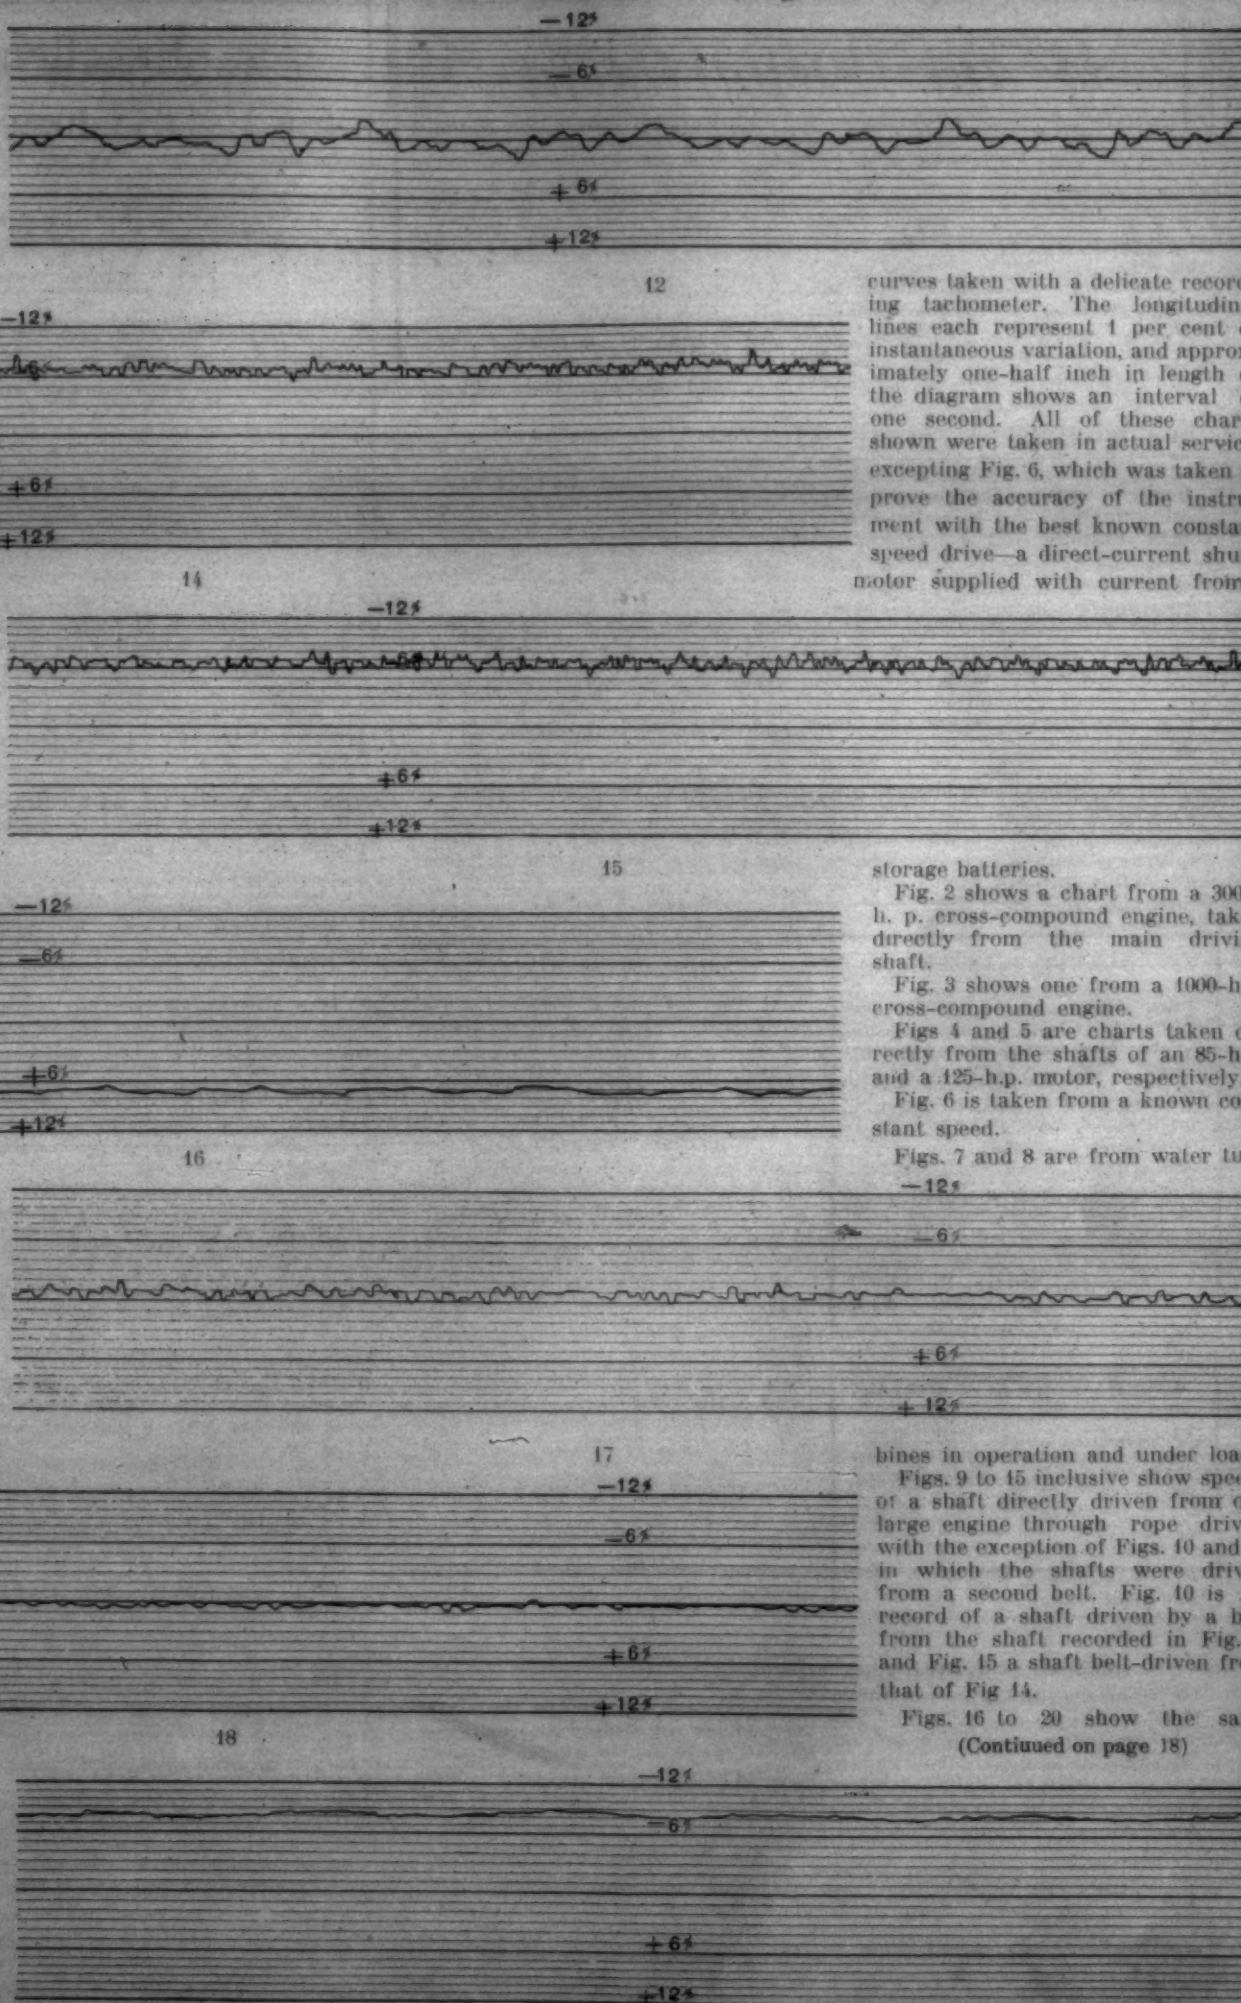 —12%
—6%
+6%
+12%
12
curves taken with a delicate record
ing tachometer. The longitudin
lines each represent 1 per cent
instantaneous variation, and approx
imately one-half inch in length
the diagram shows an interval
one second. All of these char
shown were taken in actual servic
excepting Fig. 6, which was taken
prove the accuracy of the instru
ment with the best known consta
speed drive—a direct-current shu
motor supplied with current from
—12%
—6%
+6%
+12%
14
—12%
—6%
+6%
+12%
15
storage batteries.
Fig. 2 shows a chart from a 300
h. p. cross-compound engine, tak
directly from the main drivi
shaft.
Fig. 3 shows one from a 1000-h
cross-compound engine.
Figs 4 and 5 are charts taken d
rectly from the shafts of an 85-h
and a 125-h.p. motor, respectively
Fig. 6 is taken from a known co
stant speed.
Figs. 7 and 8 are from water tu
—12%
—6%
+6%
+12%
16
—12%
—6%
+6%
+12%
17
bines in operation and under loa
Figs. 9 to 15 inclusive show spee
of a shaft directly driven from o
large engine through rope driv
with the exception of Figs. 10 and
in which the shafts were driv
from a second belt. Fig. 10 is
record of a shaft driven by a b
from the shaft recorded in Fig.
and Fig. 15 a shaft belt-driven fro
that of Fig 14.
Figs. 16 to 20 show the sa
(Contiuued on page 18)
—12%
—6%
+6%
+12%
18
—12%
—6%
+6%
+12%